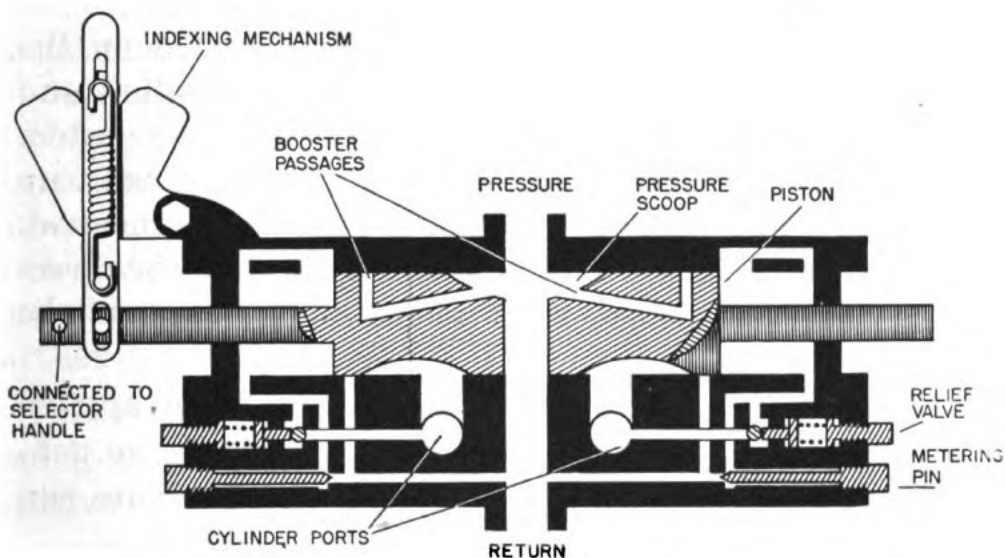 INDEXING MECHANISM
BOOSTER
PASSAGES
PRESSURE
PRESSURE
SCOOP
PISTON
CONNECTED TO
SELECTOR
HANDLE
RELIEF
VALVE
METERING
PIN
CYLINDER PORTS
RETURN